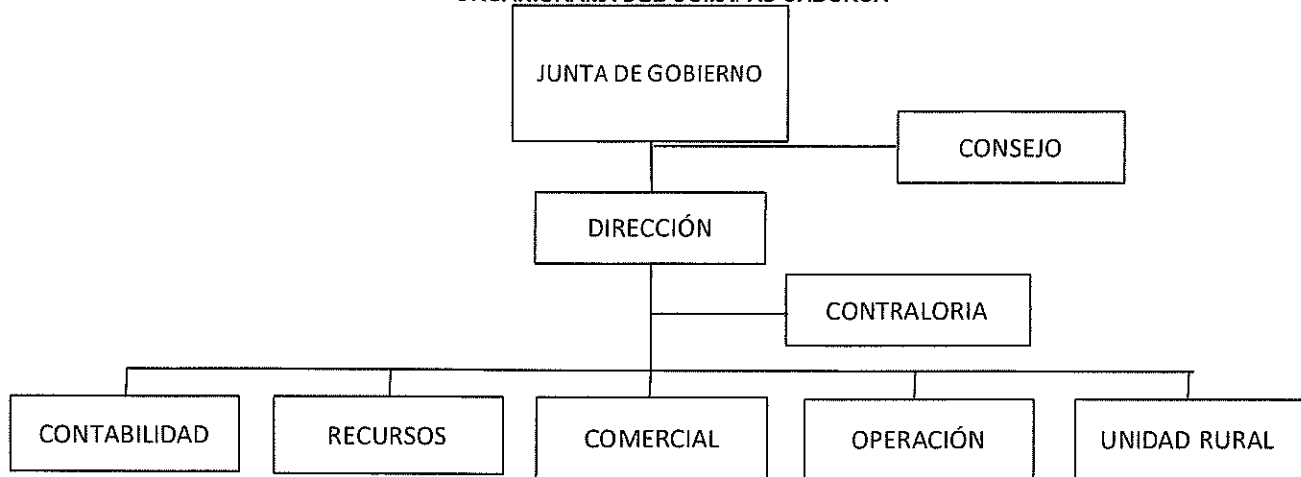 JUNTA DE GOBIERNO
CONSEJO
DIRECCIÓN
CONTRALORIA
CONTABILIDAD
RECURSOS
COMERCIAL
OPERACIÓN
UNIDAD RURAL